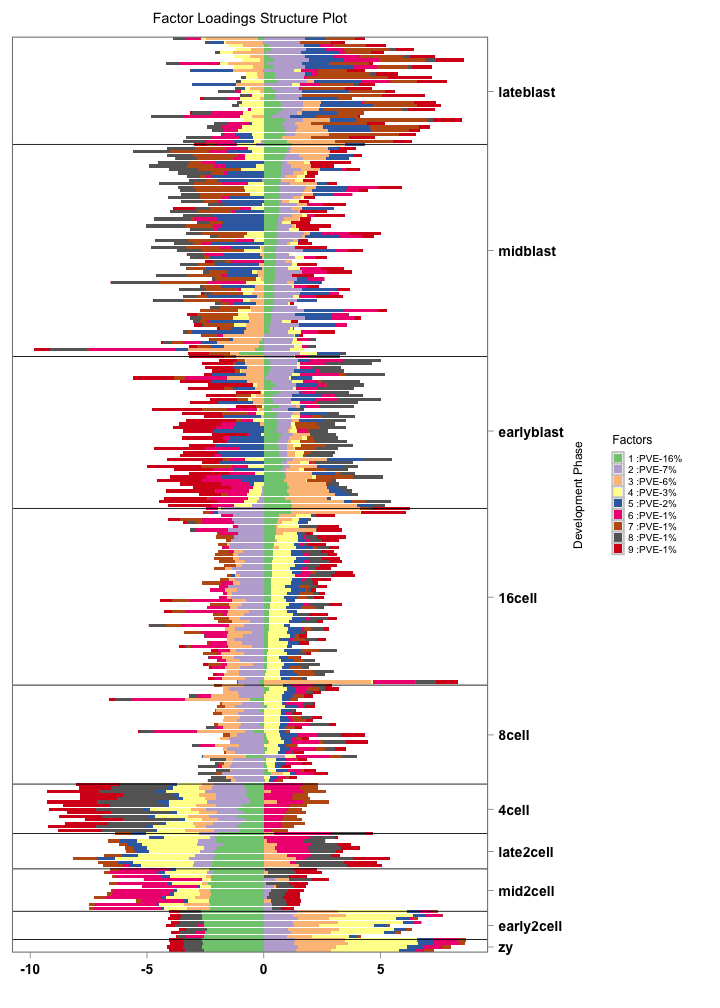 Factor Loadings Structure Plot
lateblast
midblast
earlyblast
16cell
8cell
4cell
late2cell
mid2cell
early2cell
zy
-10
-5
0
5
Development Phase
Factors
1 :PVE-16%
2 :PVE-7%
3 :PVE-6%
4 :PVE-3%
5 :PVE-2%
6 :PVE-1%
7 :PVE-1%
8 :PVE-1%
9 :PVE-1%